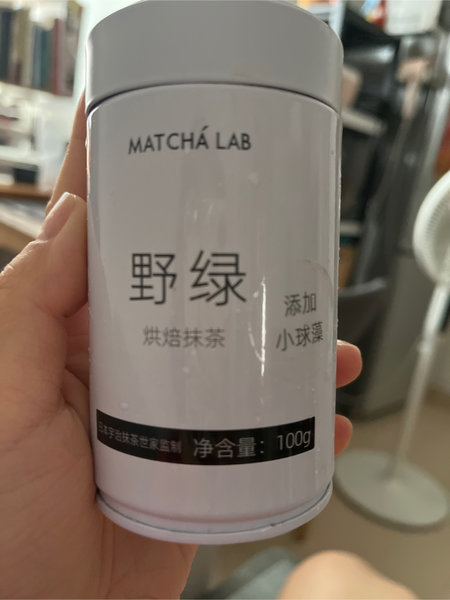 MATCHÁ LAB
野绿
烘焙抹茶
添加
小球藻
日本宇治抹茶世家监制
净含量：100g